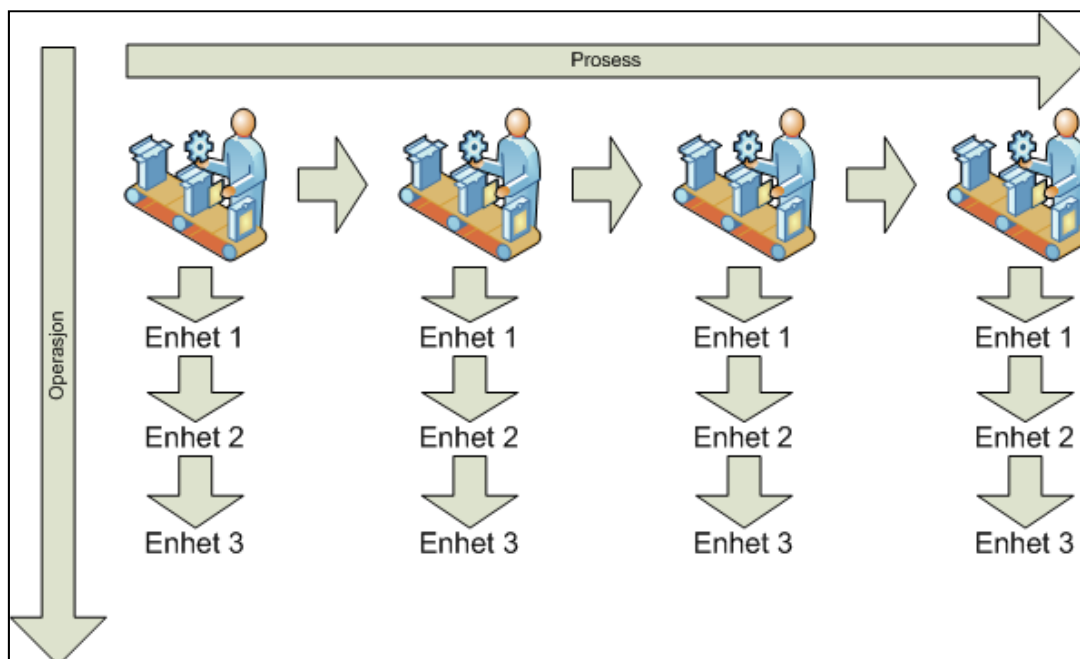 Prosess
Operasjon
Enhet 1 Enhet 1 Enhet 1 Enhet 1
Enhet 2 Enhet 2 Enhet 2 Enhet 2
Enhet 3 Enhet 3 Enhet 3 Enhet 3